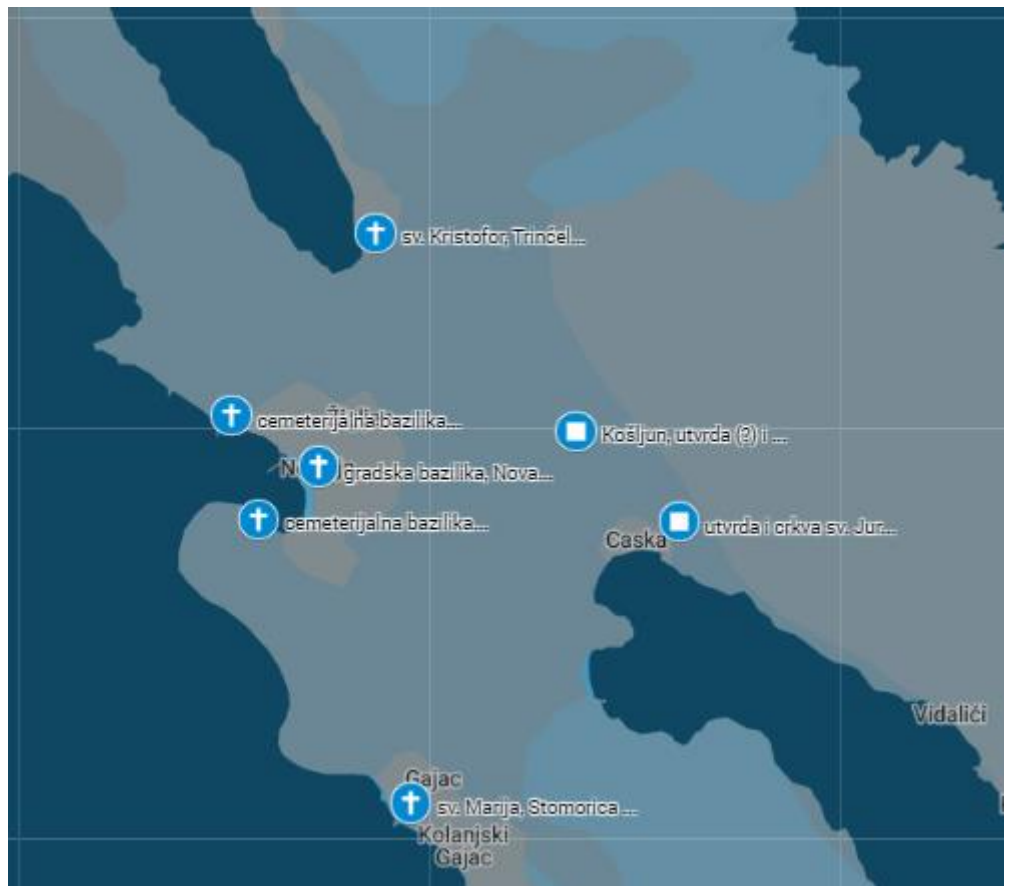 sv. Kristofor, Trinćel...
cemeterijalna bazilika...
Košljun, utvrda (?) i ...
gradska bazilika, Nova...
cemeterijalna bazilika...
utvrda i crkva sv. Jur...
Caska
Vidalići
Gajac
sv. Marija, Stomorica ...
Kolanjski
Gajac